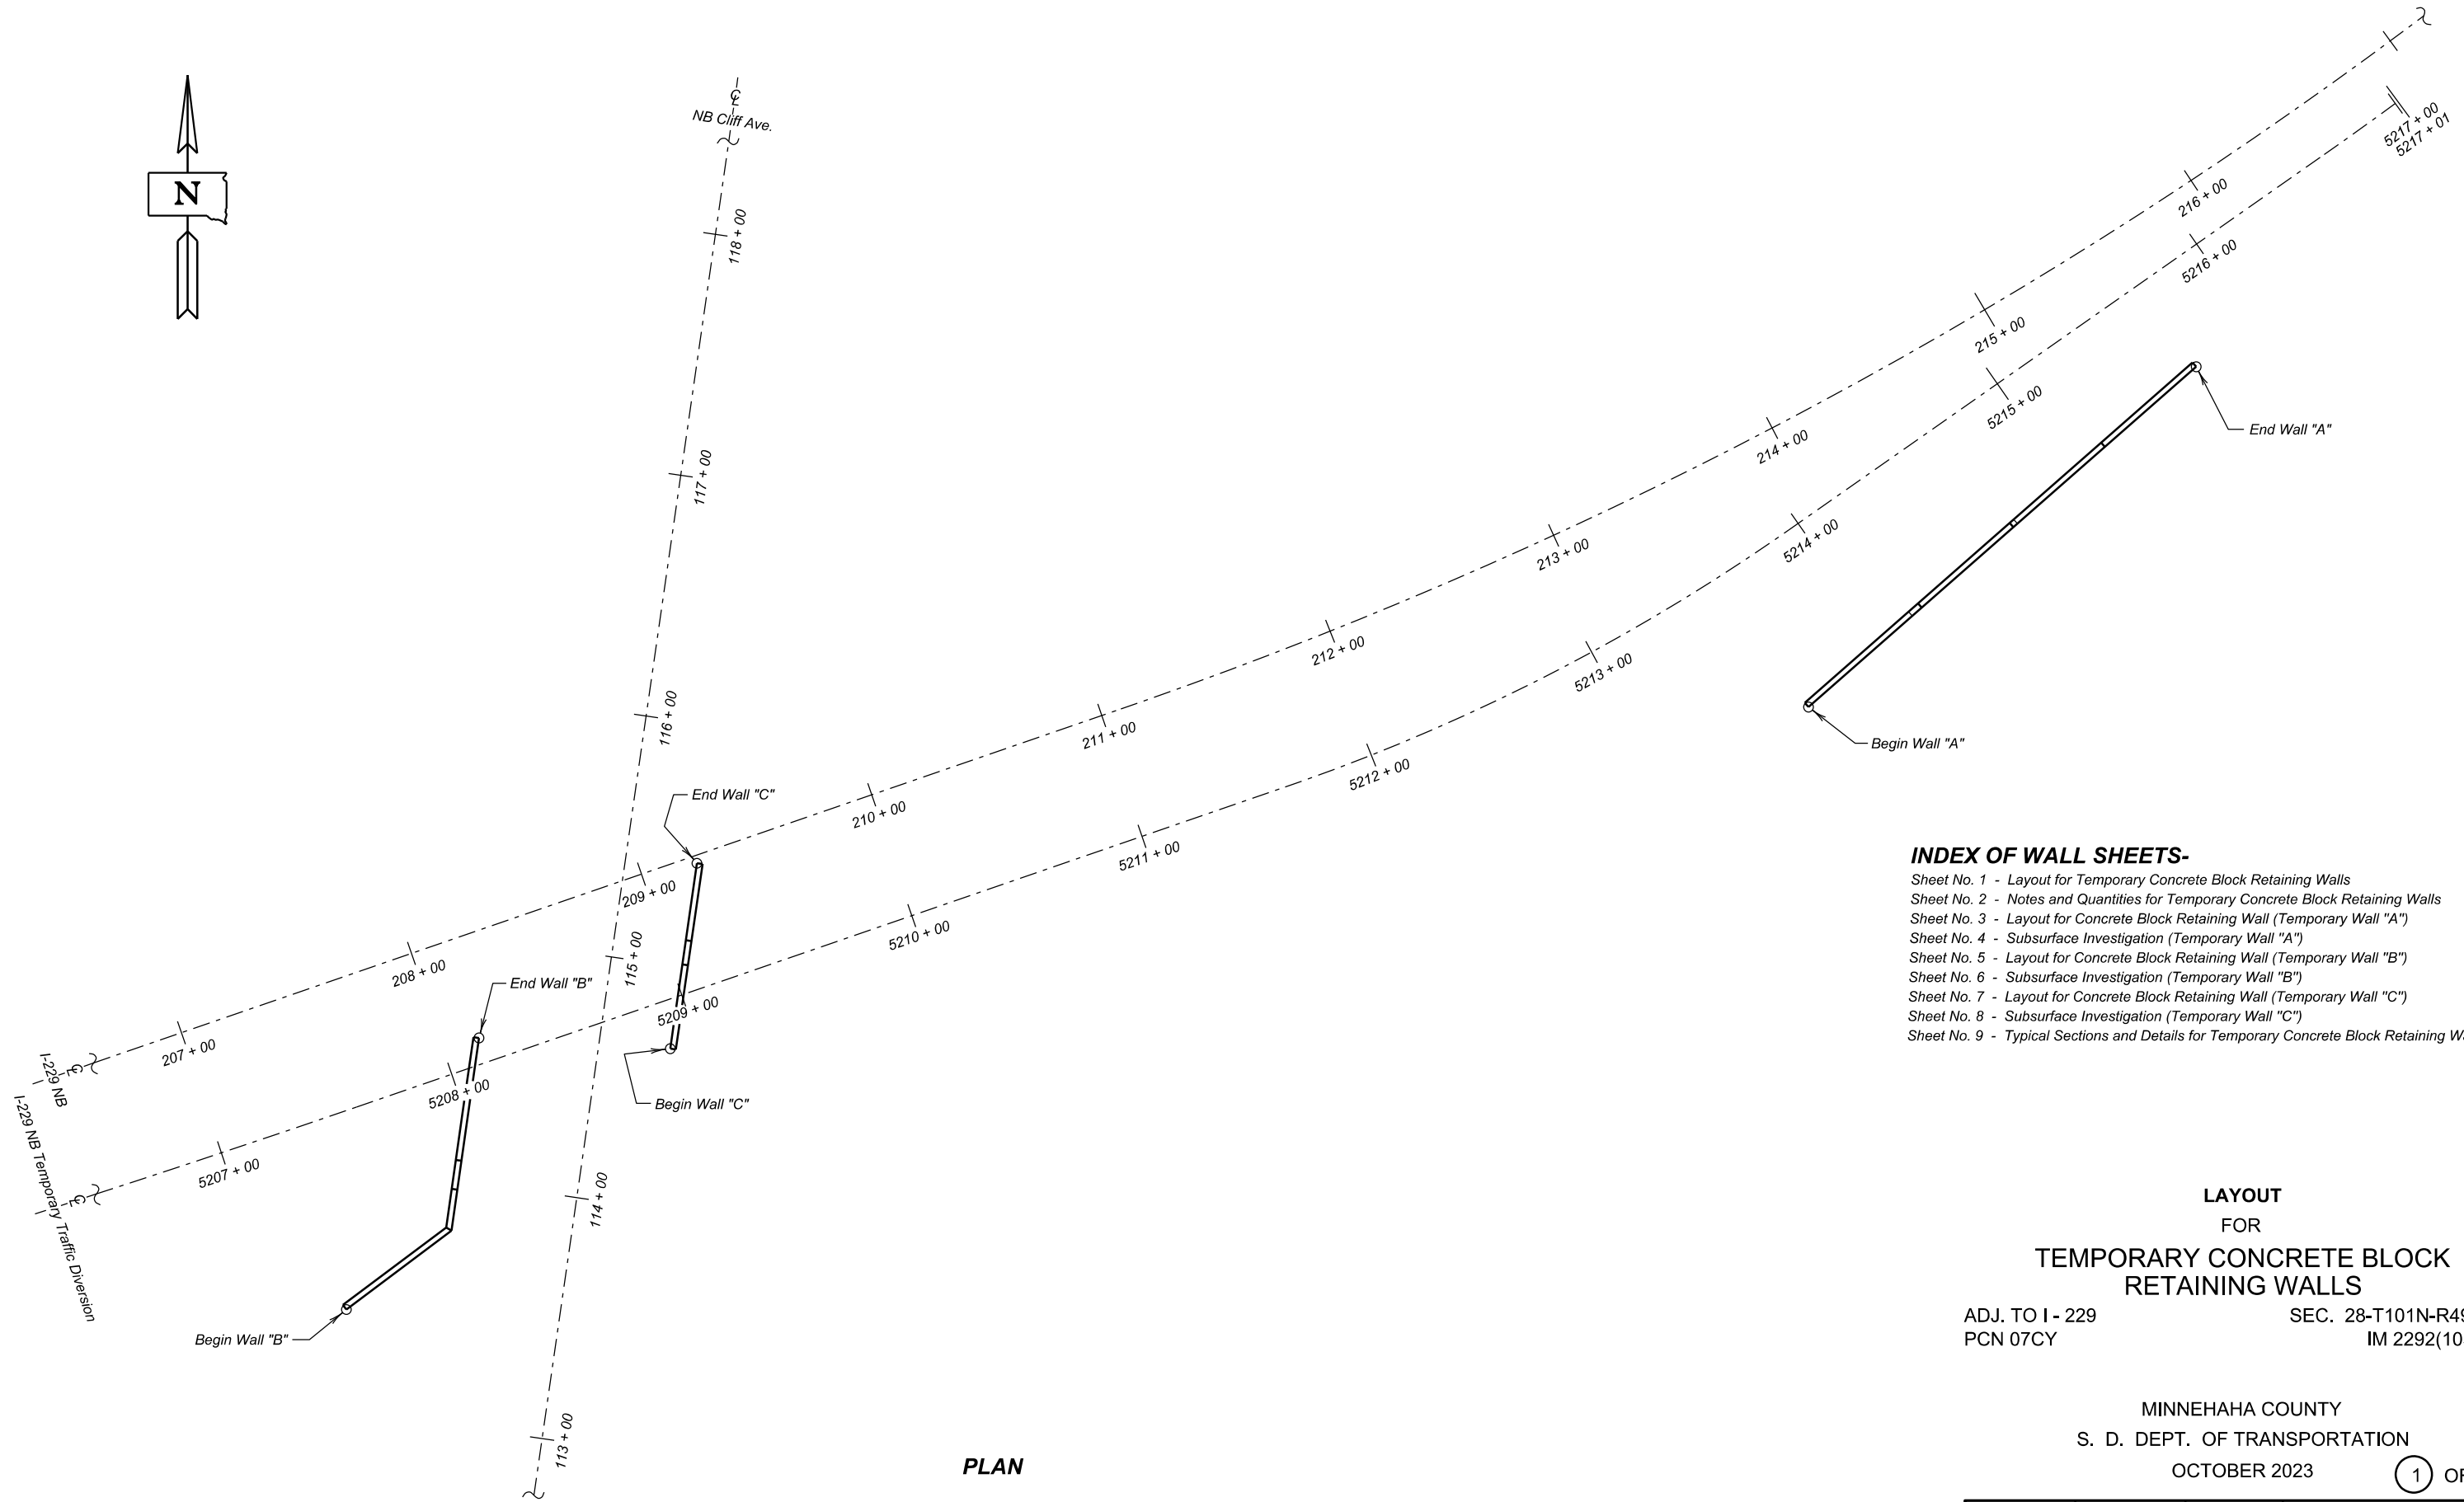 N
C
L
NB Cliff Ave.
118 + 00
117 + 00
116 + 00
115 + 00
114 + 00
113 + 00
5217 + 00
5217 + 01
216 + 00
5216 + 00
215 + 00
5215 + 00
214 + 00
5214 + 00
213 + 00
5213 + 00
212 + 00
5212 + 00
211 + 00
5211 + 00
210 + 00
5210 + 00
209 + 00
5209 + 00
208 + 00
5208 + 00
207 + 00
5207 + 00
End Wall "A"
Begin Wall "A"
End Wall "C"
Begin Wall "C"
End Wall "B"
Begin Wall "B"
C
L
I-229 NB
C
L
I-229 NB Temporary Traffic Diversion
INDEX OF WALL SHEETS-
Sheet No. 1 - Layout for Temporary Concrete Block Retaining Walls
Sheet No. 2 - Notes and Quantities for Temporary Concrete Block Retaining Walls
Sheet No. 3 - Layout for Concrete Block Retaining Wall (Temporary Wall "A")
Sheet No. 4 - Subsurface Investigation (Temporary Wall "A")
Sheet No. 5 - Layout for Concrete Block Retaining Wall (Temporary Wall "B")
Sheet No. 6 - Subsurface Investigation (Temporary Wall "B")
Sheet No. 7 - Layout for Concrete Block Retaining Wall (Temporary Wall "C")
Sheet No. 8 - Subsurface Investigation (Temporary Wall "C")
Sheet No. 9 - Typical Sections and Details for Temporary Concrete Block Retaining
LAYOUT
FOR
TEMPORARY CONCRETE BLOCK
RETAINING WALLS
ADJ. TO I - 229 SEC. 28-T101N-R49
PCN 07CY IM 2292(10
MINNEHAHA COUNTY
S. D. DEPT. OF TRANSPORTATION
OCTOBER 2023
1
PLAN